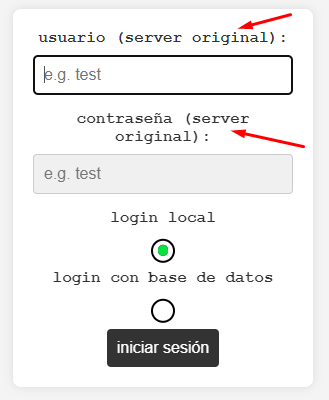 usuario (server original):
e.g. test
contraseña (server
original):
e.g. test
login local
login con base de datos
iniciar sesión